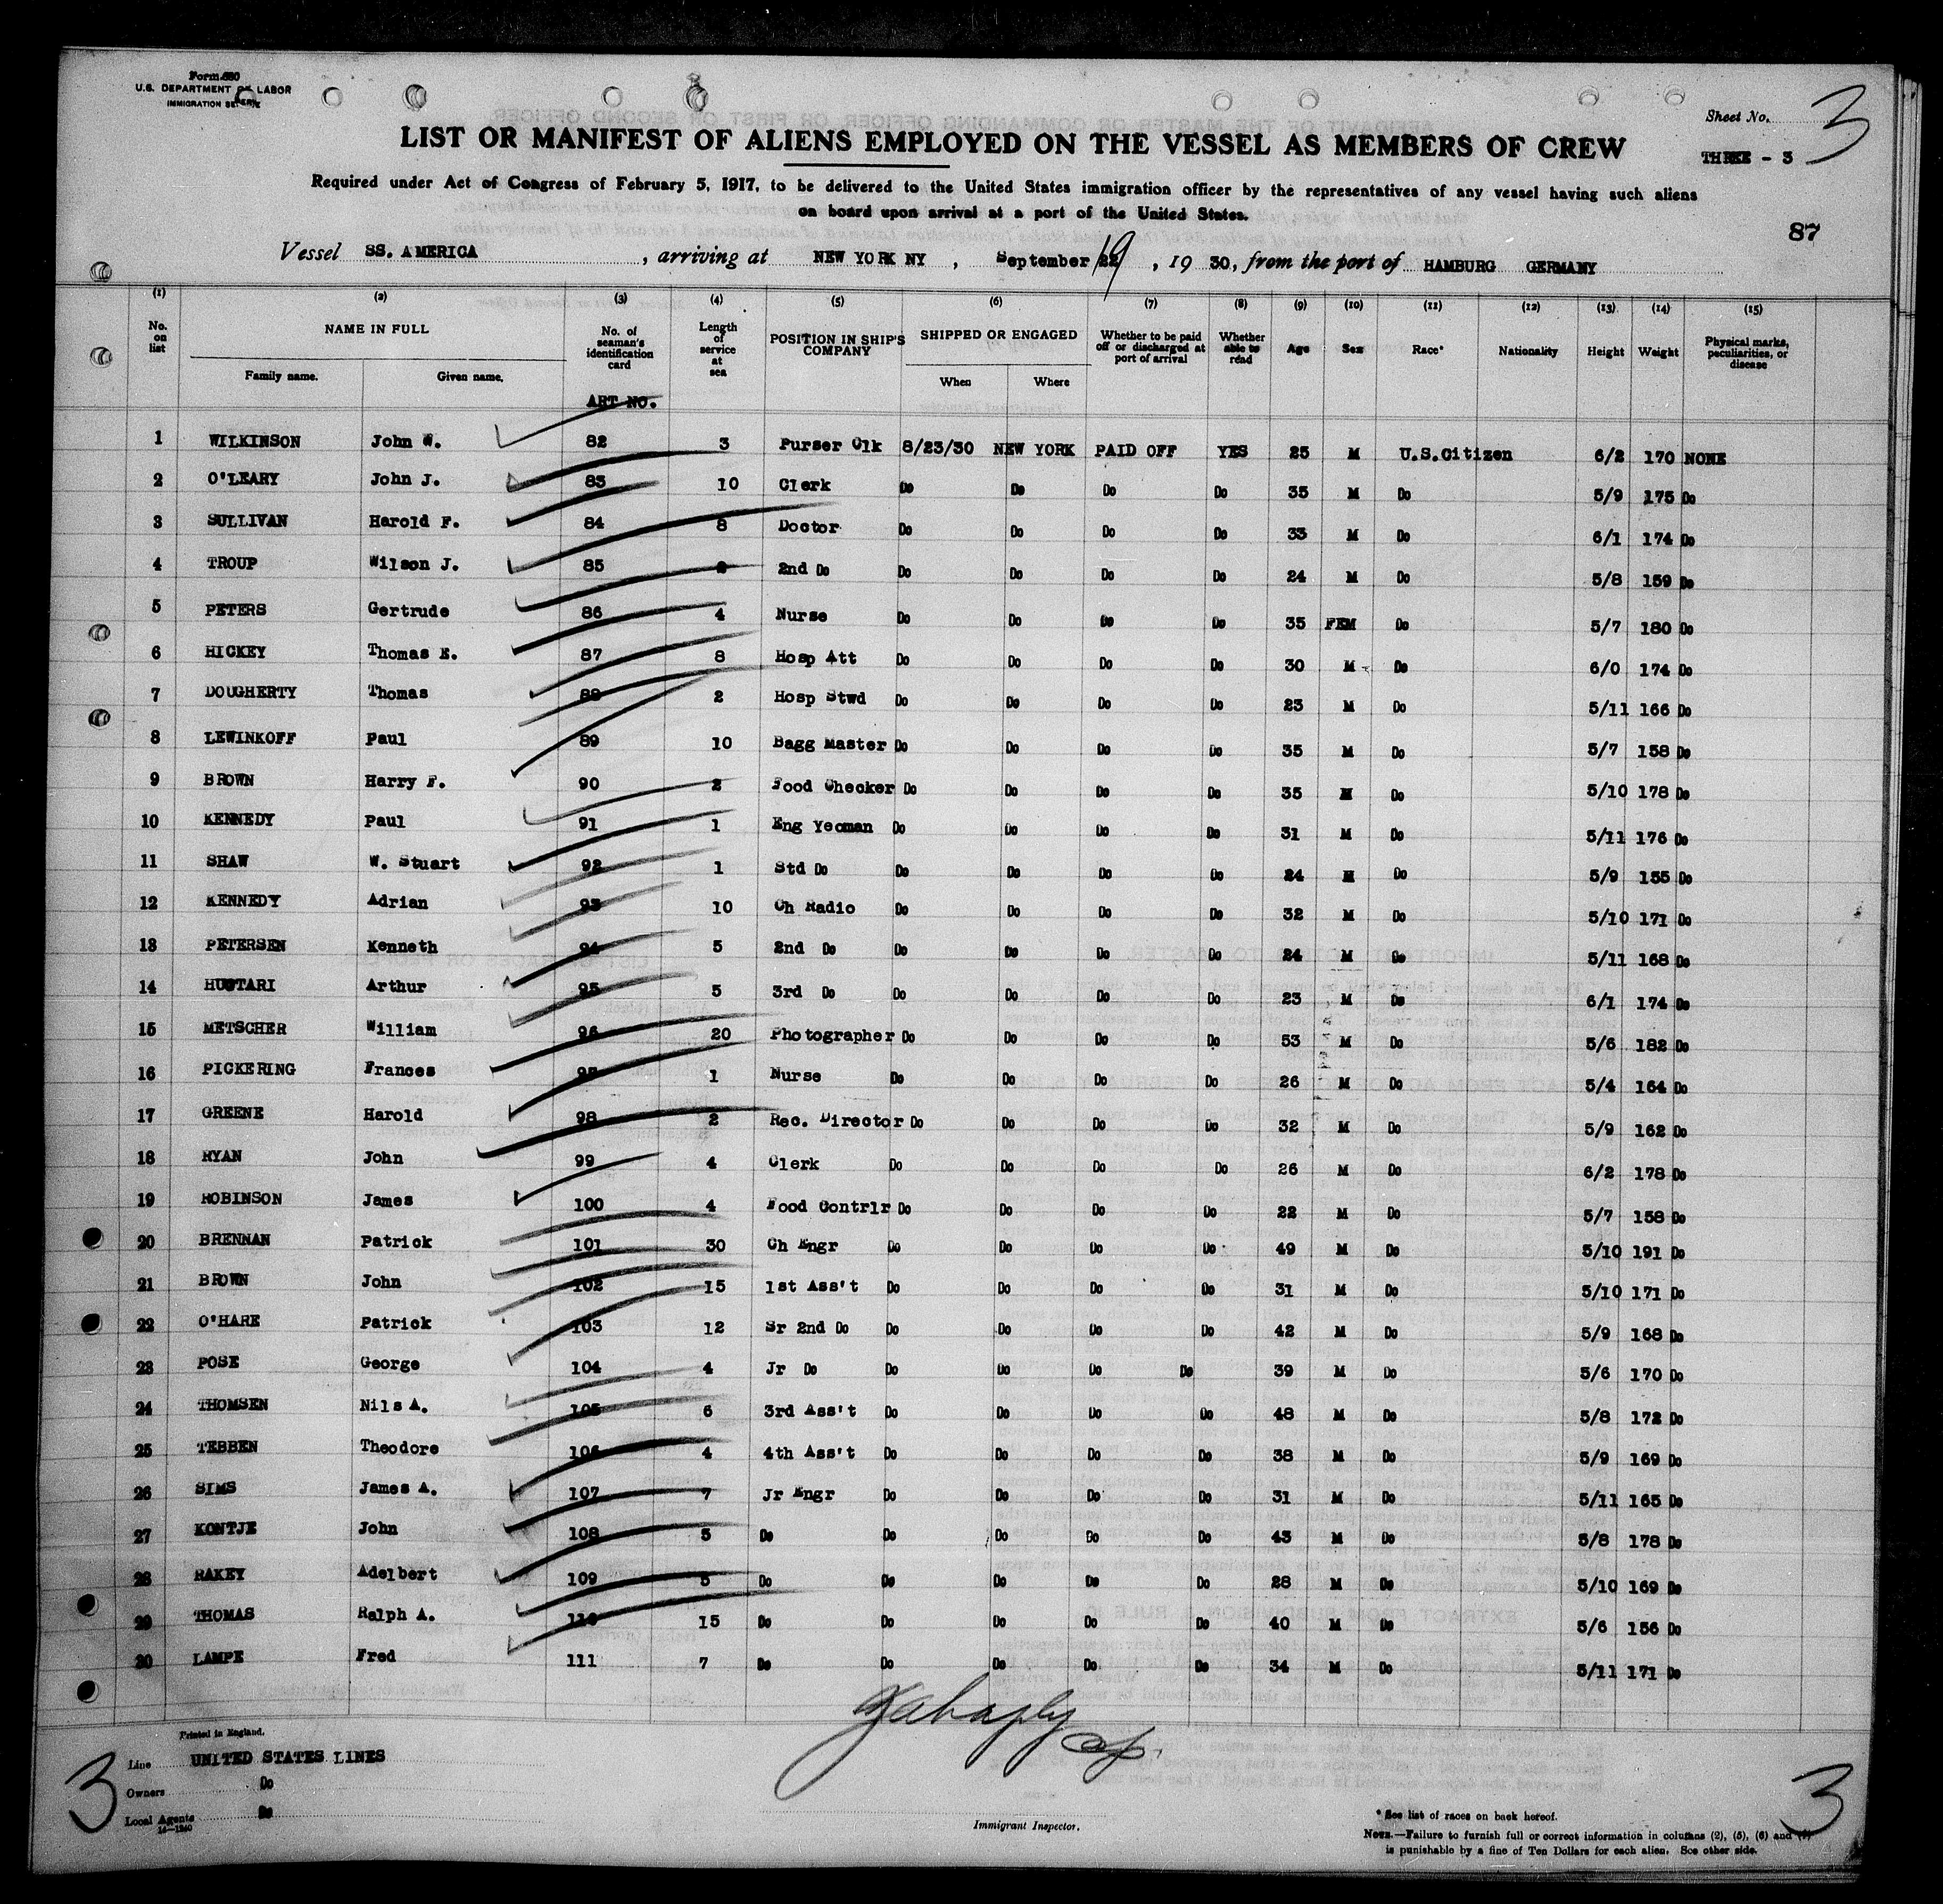 Form 680
U.S. DEPARTMENT OF LABOR
IMMIGRATION SERVICE
Sheet No. 3
THREE - 3
LIST OR MANIFEST OF ALIENS EMPLOYED ON THE VESSEL AS MEMBERS OF CREW
Required under Act of Congress of February 5, 1917, to be delivered to the United States immigration officer by the representatives of any vessel having such aliens
on board upon arrival at a port of the United States.
87
Vessel SS. AMERICA, arriving at NEW YORK NY, September 19, 19 30, from the port of HAMBURG GERMANY
(1) (2) (3) (4) (5) (6) (7) (8) (9) (10) (11) (12) (13) (14) (15)
No. on list NAME IN FULL Family name. Given name. No. of seaman's identification card Length of service at sea POSITION IN SHIP'S COMPANY SHIPPED OR ENGAGED When Where Whether to be paid off or discharged at port of arrival Whether able to read Age Sex Race* Nationality Height Weight Physical marks, peculiarities, or disease
ART NO.
1 WILKINSON John W. 82 3 Purser Clk 8/23/30 NEW YORK PAID OFF YES 25 M U.S.Citizen 6/2 170 NONE
2 O'LEARY John J. 83 10 Clerk Do Do Do Do 35 M Do 5/9 175 Do
3 SULLIVAN Harold F. 84 8 Doctor Do Do Do Do 33 M Do 6/1 174 Do
4 TROUP Wilson J. 85 2 2nd Do Do Do Do Do 24 M Do 5/8 159 Do
5 PETERS Gertrude 86 4 Nurse Do Do Do Do 35 FEM Do 5/7 180 Do
6 HICKEY Thomas E. 87 8 Hosp Att Do Do Do Do 30 M Do 6/0 174 Do
7 DOUGHERTY Thomas 88 2 Hosp Stwd Do Do Do Do 23 M Do 5/11 166 Do
8 LEWINKOFF Paul 89 10 Bagg Master Do Do Do Do 35 M Do 5/7 158 Do
9 BROWN Harry F. 90 2 Food Checker Do Do Do Do 35 M Do 5/10 178 Do
10 KENNEDY Paul 91 1 Eng Yeoman Do Do Do Do 31 M Do 5/11 176 Do
11 SHAW W. Stuart 92 1 Std Do Do Do Do Do 24 M Do 5/9 155 Do
12 KENNEDY Adrian 93 10 Ch Radio Do Do Do Do 32 M Do 5/10 171 Do
13 PETERSEN Kenneth 94 5 2nd Do Do Do Do Do 24 M Do 5/11 168 Do
14 HUOTARI Arthur 95 5 3rd Do Do Do Do Do 23 M Do 6/1 174 Do
15 METSCHER William 96 20 Photographer Do Do Do Do 53 M Do 5/6 182 Do
16 PICKERING Frances 97 1 Nurse Do Do Do Do 26 M Do 5/4 164 Do
17 GREENE Harold 98 2 Rec. Director Do Do Do Do 32 M Do 5/9 162 Do
18 RYAN John 99 4 Clerk Do Do Do Do 26 M Do 6/2 178 Do
19 ROBINSON James 100 4 Food Contrlr Do Do Do Do 22 M Do 5/7 158 Do
20 BRENNAN Patrick 101 30 Ch Engr Do Do Do Do 49 M Do 5/10 191 Do
21 BROWN John 102 15 1st Ass't Do Do Do Do 31 M Do 5/10 171 Do
22 O'HARE Patrick 103 12 Sr 2nd Do Do Do Do Do 42 M Do 5/9 168 Do
23 POSE George 104 4 Jr Do Do Do Do Do 39 M Do 5/6 170 Do
24 THOMSEN Nils A. 105 6 3rd Ass't Do Do Do Do 48 M Do 5/8 172 Do
25 TEBBEN Theodore 106 4 4th Ass't Do Do Do Do 38 M Do 5/9 169 Do
26 SIMS James A. 107 7 Jr Engr Do Do Do Do 31 M Do 5/11 165 Do
27 KONTJE John 108 5 Do Do Do Do Do 43 M Do 5/8 178 Do
28 RAKEY Adelbert 109 5 Do Do Do Do Do 28 M Do 5/10 169 Do
29 THOMAS Ralph A. 110 15 Do Do Do Do Do 40 M Do 5/6 156 Do
30 LAMPE Fred 111 7 Do Do Do Do Do 34 M Do 5/11 171 Do
Printed in England.
Line UNITED STATES LINES
Owners Do
Local Agents Do
14—1240
3
Immigrant Inspector.
3
* See list of races on back hereof.
NOTE.—Failure to furnish full or correct information in columns (2), (5), (6) and (7)
is punishable by a fine of Ten Dollars for each alien. See other side.